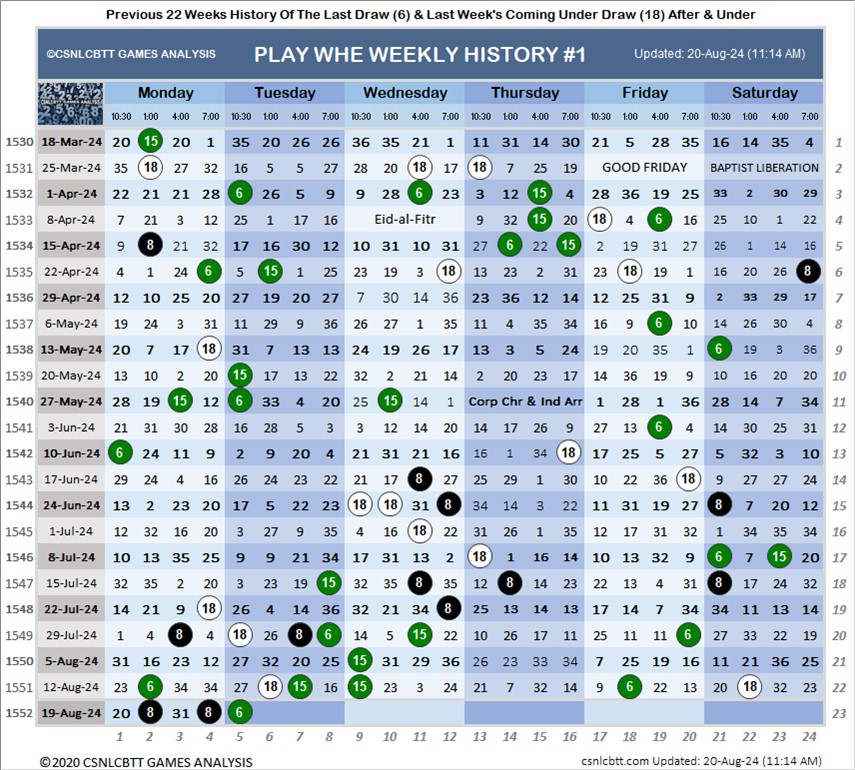 Previous 22 Weeks History Of The Last Draw (6) & Last Week's Coming Under Draw (18) After & Under
©CSNLCBTT GAMES ANALYSIS PLAY WHE WEEKLY HISTORY #1 Updated: 20-Aug-24 (11:14 AM)
Monday Tuesday Wednesday Thursday Friday Saturday
CSNLCBTT GAMES ANALYSIS 10:30 1:00 4:00 7:00 10:30 1:00 4:00 7:00 10:30 1:00 4:00 7:00 10:30 1:00 4:00 7:00 10:30 1:00 4:00 7:00 10:30 1:00 4:00 7:00
1530 18-Mar-24 20 15 20 1 35 20 26 26 36 35 21 1 11 31 14 30 21 5 28 35 16 14 35 4 1
1531 25-Mar-24 35 18 27 32 16 5 5 27 28 20 18 17 18 7 25 19 GOOD FRIDAY BAPTIST LIBERATION 2
1532 1-Apr-24 22 21 21 28 6 26 5 9 9 28 6 23 3 12 15 4 28 36 19 25 33 2 30 29 3
1533 8-Apr-24 7 21 3 12 25 1 17 16 Eid-al-Fitr 9 32 15 20 18 4 6 16 25 10 1 22 4
1534 15-Apr-24 9 8 21 32 17 16 30 12 10 31 10 31 27 6 22 15 2 19 31 27 26 1 14 16 5
1535 22-Apr-24 4 1 24 6 5 15 1 25 23 19 3 18 13 23 2 31 23 18 19 1 16 20 26 8 6
1536 29-Apr-24 12 10 25 20 27 19 20 27 7 30 14 36 23 36 12 14 12 25 31 9 2 33 29 17 7
1537 6-May-24 19 24 3 31 11 29 9 36 26 27 1 35 11 4 35 34 16 9 6 19 14 26 30 4 8
1538 13-May-24 20 7 17 18 31 7 13 13 24 19 26 17 13 3 5 24 19 20 35 1 6 19 3 36 9
1539 20-May-24 13 10 2 20 15 17 13 22 32 2 21 14 2 20 23 17 14 36 19 9 10 16 20 20 10
1540 27-May-24 28 19 15 12 6 33 4 20 25 15 14 1 Corp Chr & Ind Arr 1 28 1 36 28 14 7 34 11
1541 3-Jun-24 21 31 30 28 16 28 5 3 3 12 14 20 14 17 26 9 27 13 6 4 14 30 25 31 12
1542 10-Jun-24 6 24 11 9 2 9 20 4 21 31 21 16 16 1 34 18 17 25 5 27 5 32 3 10 13
1543 17-Jun-24 29 24 4 16 26 24 23 22 21 17 8 27 25 29 1 30 10 22 36 18 9 27 27 24 14
1544 24-Jun-24 13 2 23 20 17 5 22 23 18 18 31 8 34 14 3 22 11 31 19 27 8 7 20 12 15
1545 1-Jul-24 12 32 16 20 3 27 9 35 4 16 18 22 31 26 1 35 12 17 31 32 1 34 35 34 16
1546 8-Jul-24 10 13 35 25 9 9 21 34 17 31 13 2 18 1 16 14 10 13 32 9 6 7 15 20 17
1547 15-Jul-24 32 35 2 20 3 23 19 15 32 35 8 35 12 8 14 23 22 13 4 31 8 17 24 32 18
1548 22-Jul-24 14 21 9 18 26 4 14 36 32 21 34 8 25 13 14 13 17 14 7 34 34 11 13 14 19
1549 29-Jul-24 1 4 8 4 18 26 8 6 14 5 15 22 10 26 17 11 25 11 11 6 27 33 22 19 20
1550 5-Aug-24 31 16 23 12 27 32 20 25 15 31 29 36 26 23 33 34 7 25 19 16 11 21 36 25 21
1551 12-Aug-24 23 6 34 34 27 18 15 16 15 23 3 24 21 7 32 14 9 6 22 13 20 18 32 24 22
1552 19-Aug-24 20 8 31 4 6 23
1 2 3 4 5 6 7 8 9 10 11 12 13 14 15 16 17 18 19 20 21 22 23 24
©2020 CSNLCBTT GAMES ANALYSIS csnlcbtt.com Updated: 20-Aug-24 (11:14 AM)